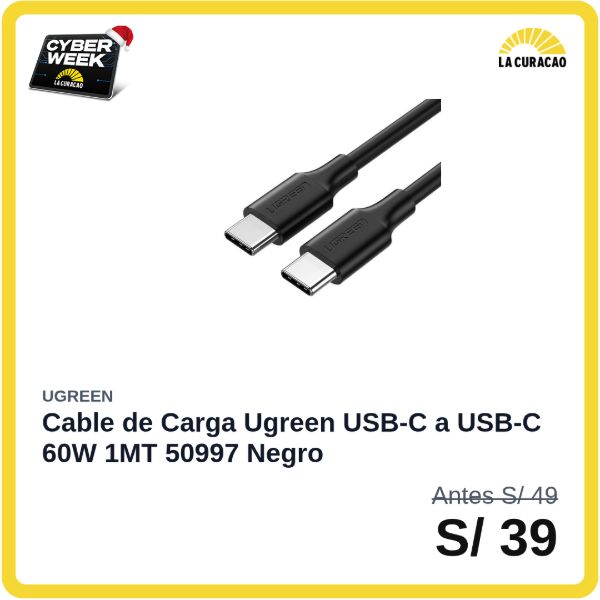 CYBER
WEEK
LA CURACAO
LA CURACAO
UGREEN
UGREEN
UGREEN
Cable de Carga Ugreen USB-C a USB-C
60W 1MT 50997 Negro
Antes S/ 49
S/ 39